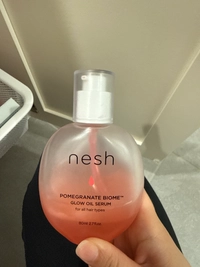 nesh
POMEGRANATE BIOME™
GLOW OIL SERUM
for all hair types